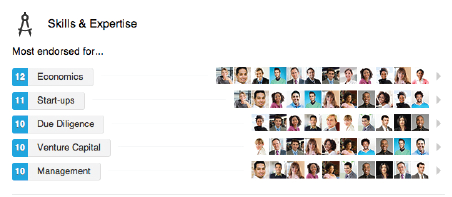 Skills & Expertise
Most endorsed for...
12 Economics
11 Start-ups
10 Due Diligence
10 Venture Capital
10 Management